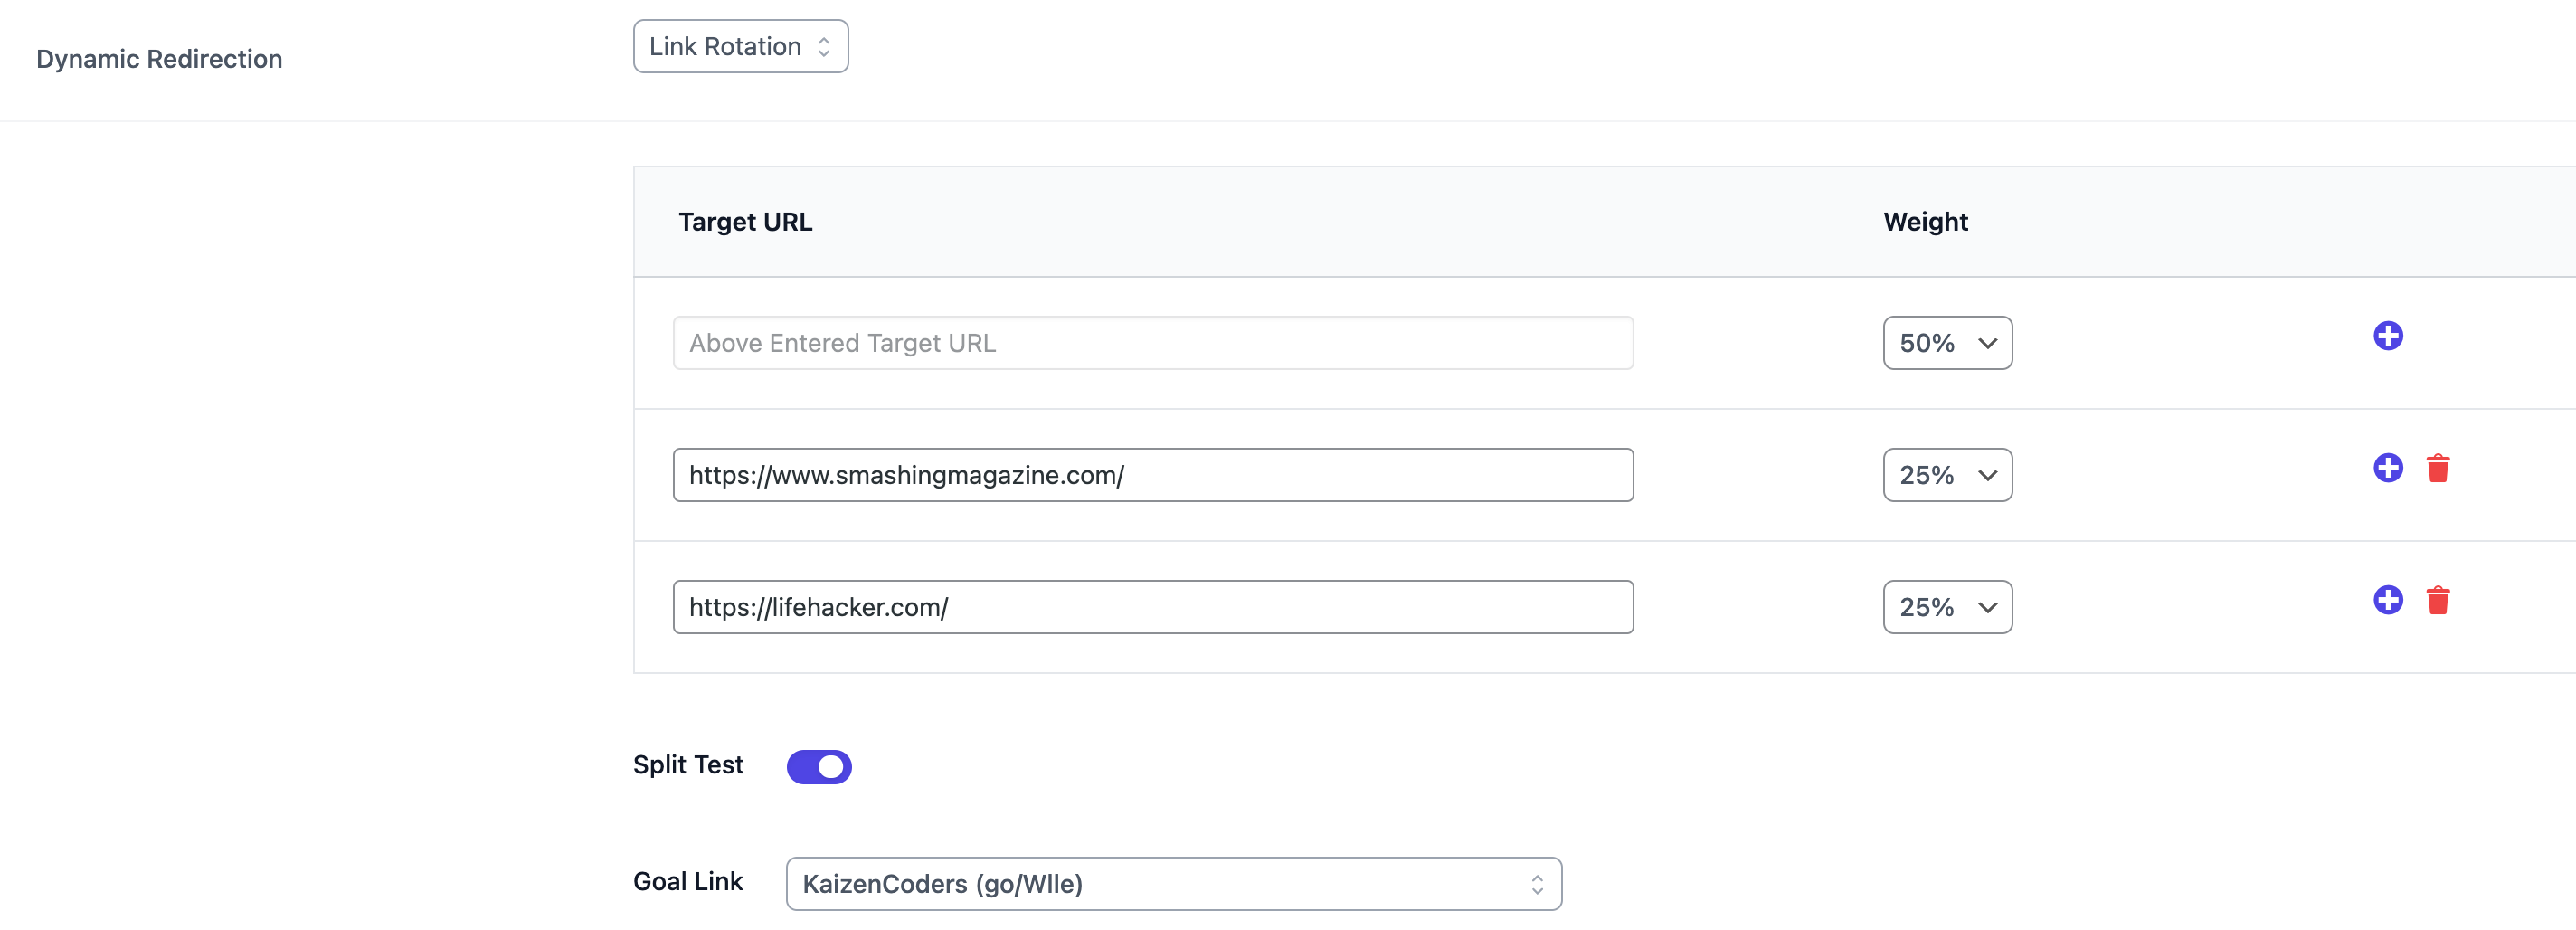 Dynamic Redirection
Link Rotation
Target URL
Weight
Above Entered Target URL
50%
https://www.smashingmagazine.com/
25%
https://lifehacker.com/
25%
Split Test
Goal Link
KaizenCoders (go/Wlle)